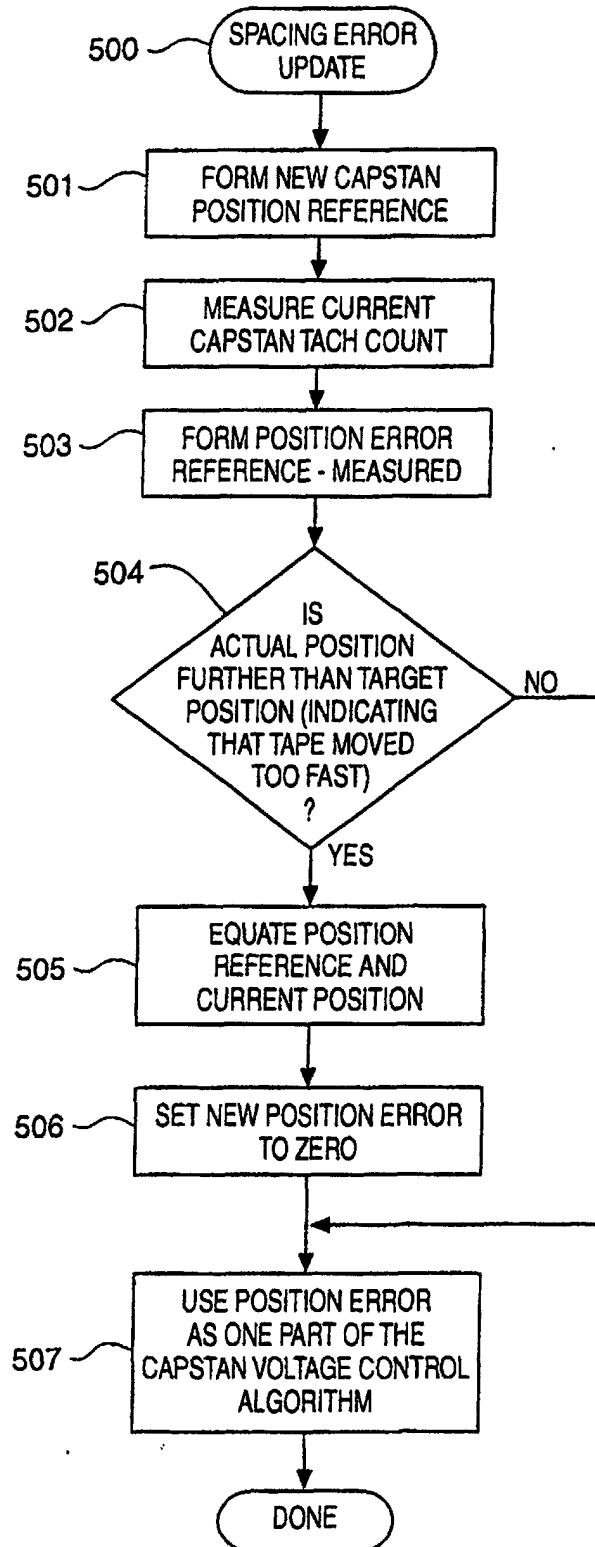 500
SPACING ERROR
UPDATE
501
FORM NEW CAPSTAN
POSITION REFERENCE
502
MEASURE CURRENT
CAPSTAN TACH COUNT
503
FORM POSITION ERROR
REFERENCE - MEASURED
504
IS
ACTUAL POSITION
FURTHER THAN TARGET
POSITION (INDICATING
THAT TAPE MOVED
TOO FAST)
?
NO
YES
505
EQUATE POSITION
REFERENCE AND
CURRENT POSITION
506
SET NEW POSITION ERROR
TO ZERO
507
USE POSITION ERROR
AS ONE PART OF THE
CAPSTAN VOLTAGE CONTROL
ALGORITHM
DONE